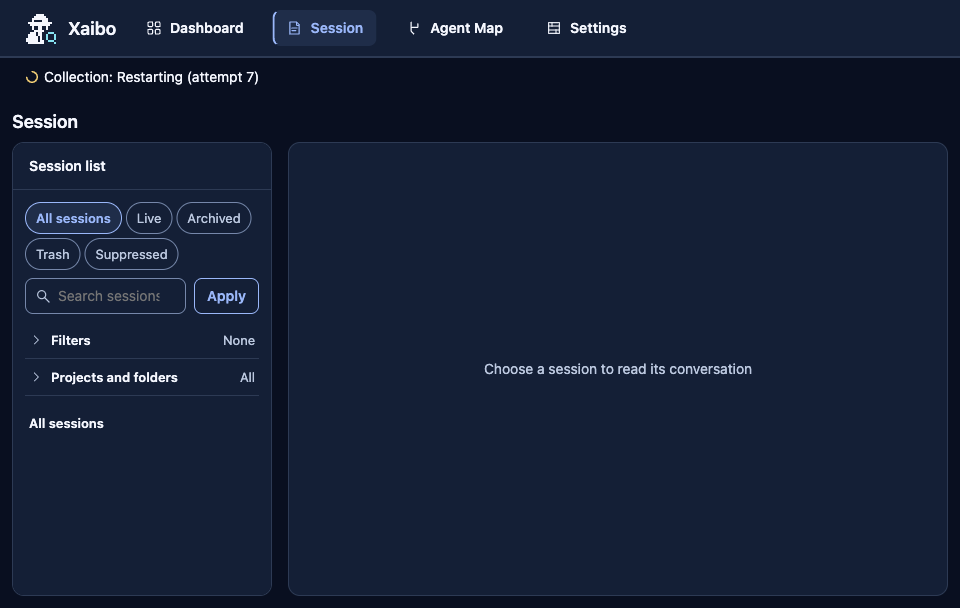 Xaibo
Dashboard
Session
Agent Map
Settings
Collection: Restarting (attempt 7)
Session
Session list
All sessions
Live
Archived
Trash
Suppressed
Search sessions
Apply
Filters
None
Projects and folders
All
All sessions
Choose a session to read its conversation